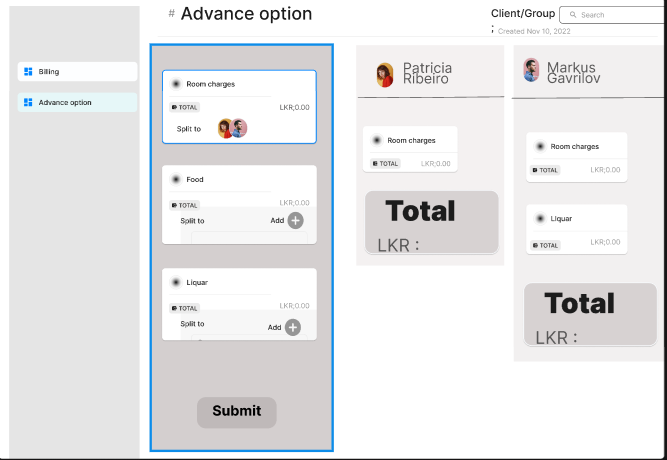 # Advance option
Client/Group
;
Search
Created Nov 10, 2022
Billing
Advance option
Room charges
TOTAL
LKR;0.00
Split to
Food
LKR;0.00
TOTAL
Split to
Add
Liquar
LKR;0.00
TOTAL
Split to
Add
Submit
Patricia
Ribeiro
Room charges
TOTAL
LKR;0.00
Total
LKR :
Markus
Gavrilov
Room charges
TOTAL
LKR;0.00
Liquar
TOTAL
LKR;0.00
Total
LKR :